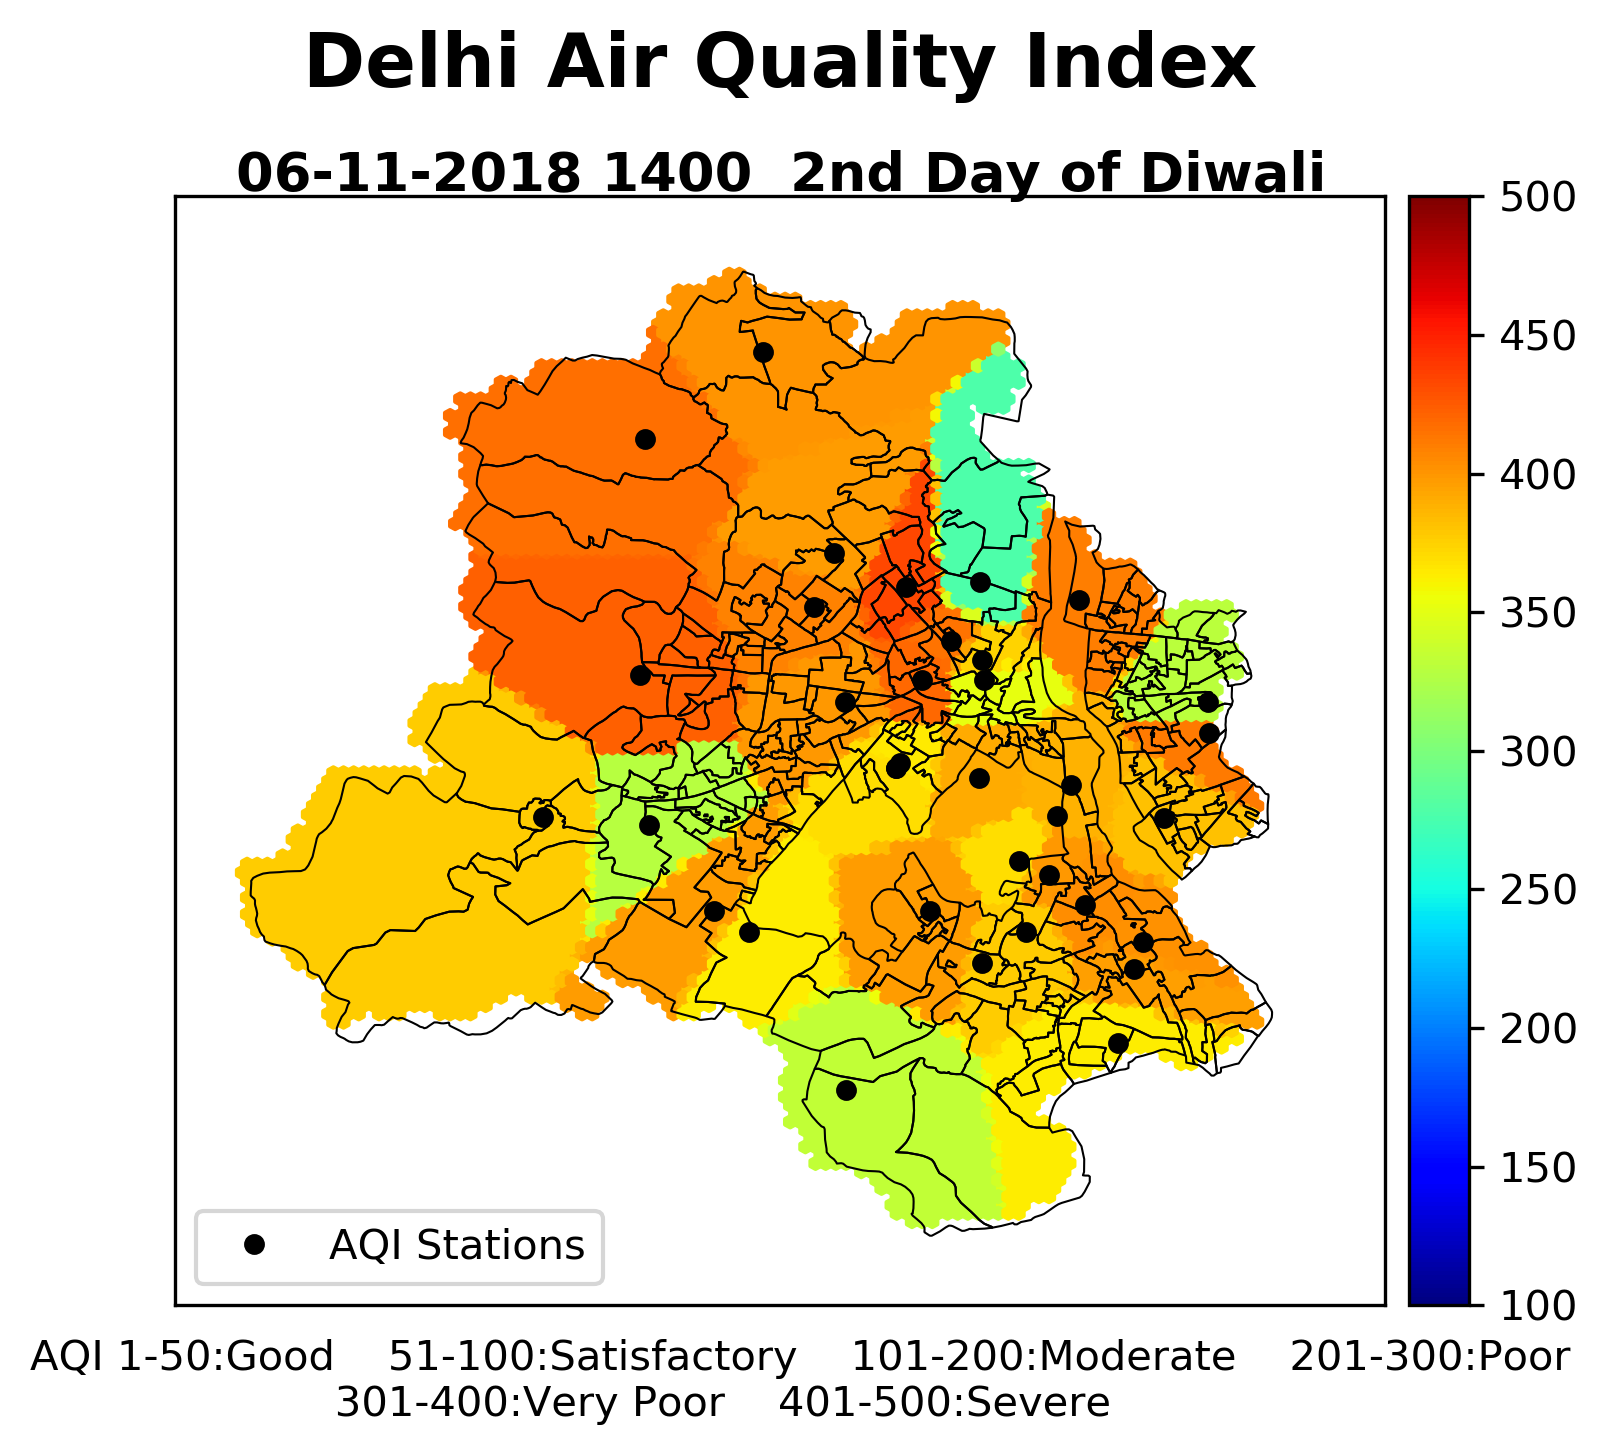 Delhi Air Quality Index
06-11-2018 1400  2nd Day of Diwali
500
450
400
350
300
250
200
150
100
AQI Stations
AQI 1-50:Good    51-100:Satisfactory    101-200:Moderate    201-300:Poor
301-400:Very Poor    401-500:Severe